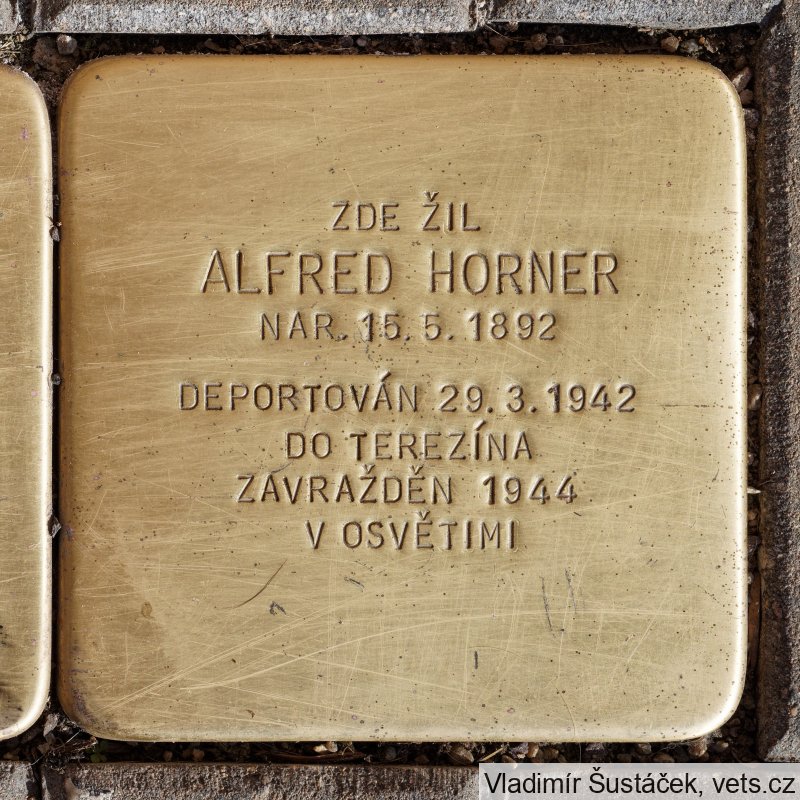 ZDE ŽIL
ALFRED HORNER
NAR. 15. 5. 1892
DEPORTOVÁN 29. 3. 1942
DO TEREZÍNA
ZAVRAŽDĚN 1944
V OSVĚTIMI
Vladimír Šustáček, vets.cz